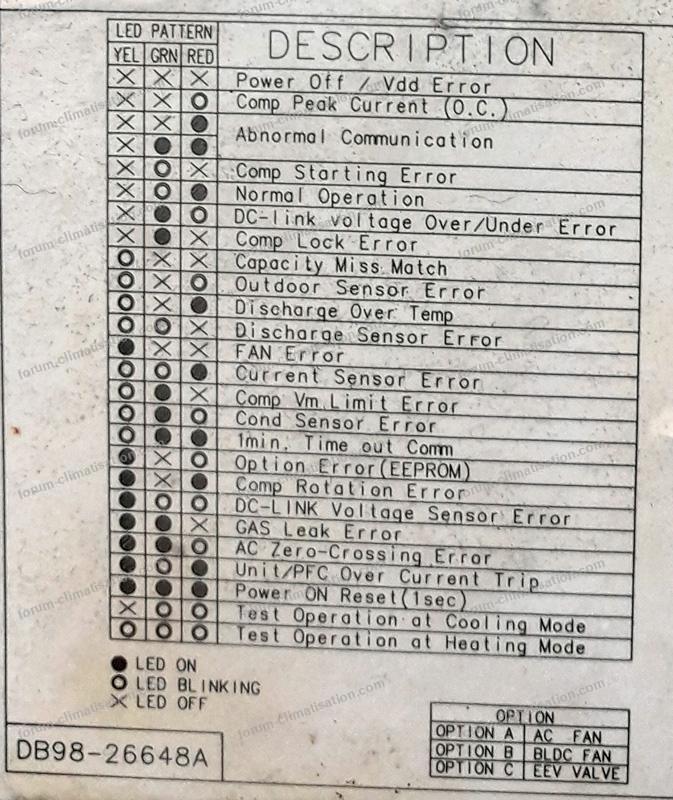 LED PATTERN
DESCRIPTION
YEL GRN RED
X X X Power Off / Vdd Error
X X O Comp Peak Current (O.C.)
X X ●
Abnormal Communication
X ● ●
X O X Comp Starting Error
X O ● Normal Operation
X ● O DC-link voltage Over/Under Error
X ● X Comp Lock Error
O X X Capacity Miss Match
O X O Outdoor Sensor Error
O X ● Discharge Over Temp
O O X Discharge Sensor Error
● X X FAN Error
O O ● Current Sensor Error
O ● X Comp Vm Limit Error
O ● O Cond Sensor Error
O ● ● 1min. Time out Comm
● X O Option Error(EEPROM)
● X ● Comp Rotation Error
● O O DC-LINK Voltage Sensor Error
● ● X GAS Leak Error
● ● O AC Zero-Crossing Error
● O ● Unit/PFC Over Current Trip
● ● ● Power ON Reset(1sec)
X O O Test Operation at Cooling Mode
O O O Test Operation at Heating Mode
● LED ON
O LED BLINKING
X LED OFF
OPTION
OPTION A AC FAN
OPTION B BLDC FAN
OPTION C EEV VALVE
DB98-26648A
forum-climatisation.com